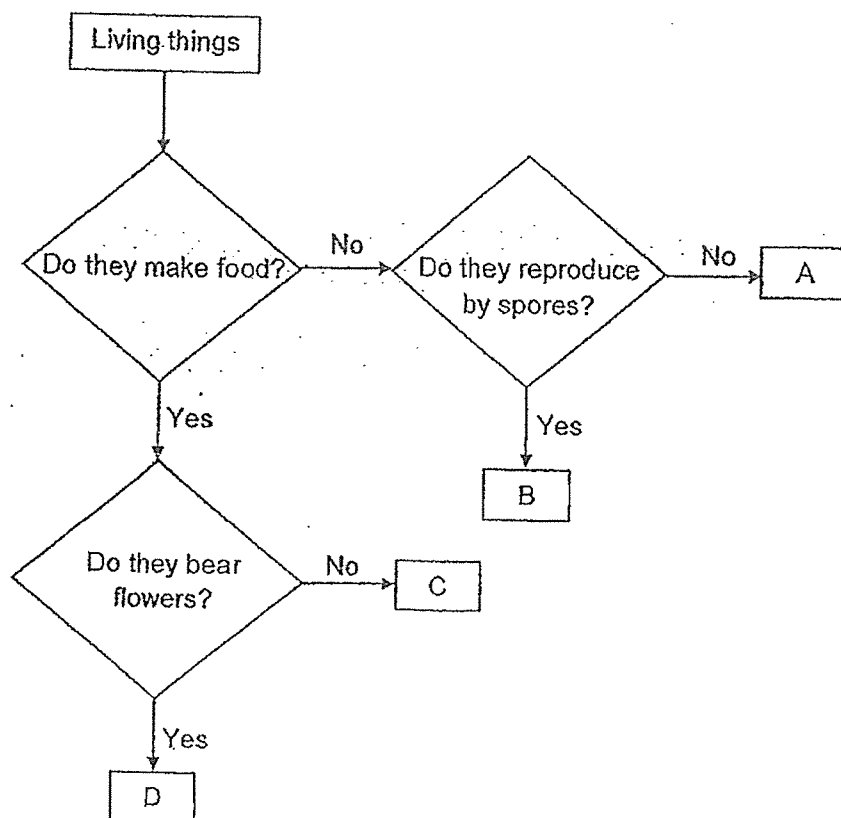 Living things
Do they make food?
No
Do they reproduce
by spores?
No
A
Yes
Yes
B
Do they bear
flowers?
No
C
Yes
D